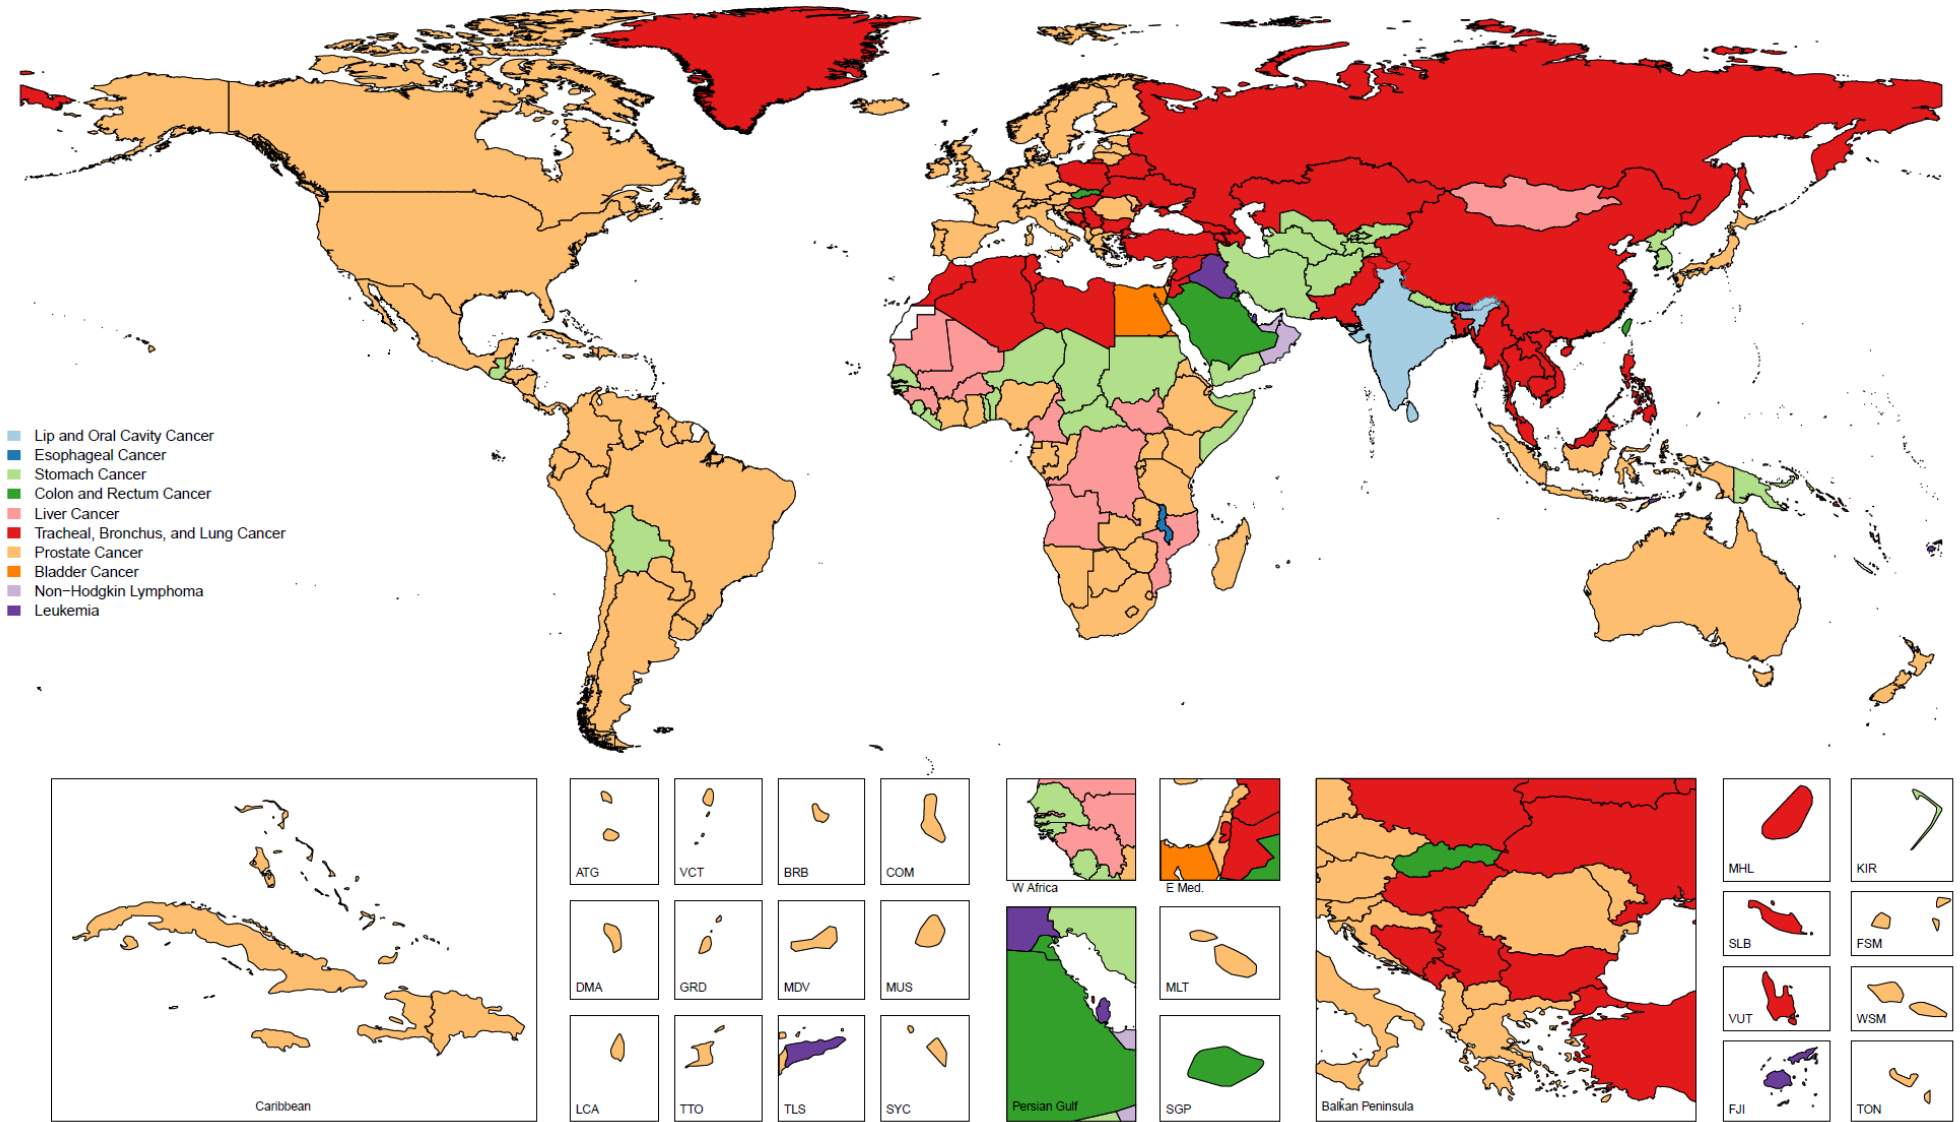 Lip and Oral Cavity Cancer
Esophageal Cancer
Stomach Cancer
Colon and Rectum Cancer
Liver Cancer
Tracheal, Bronchus, and Lung Cancer
Prostate Cancer
Bladder Cancer
Non−Hodgkin Lymphoma
Leukemia
Caribbean
ATG
VCT
BRB
COM
DMA
GRD
MDV
MUS
LCA
TTO
TLS
SYC
W Africa
E Med.
Persian Gulf
MLT
SGP
Balkan Peninsula
MHL
KIR
SLB
FSM
VUT
WSM
FJI
TON